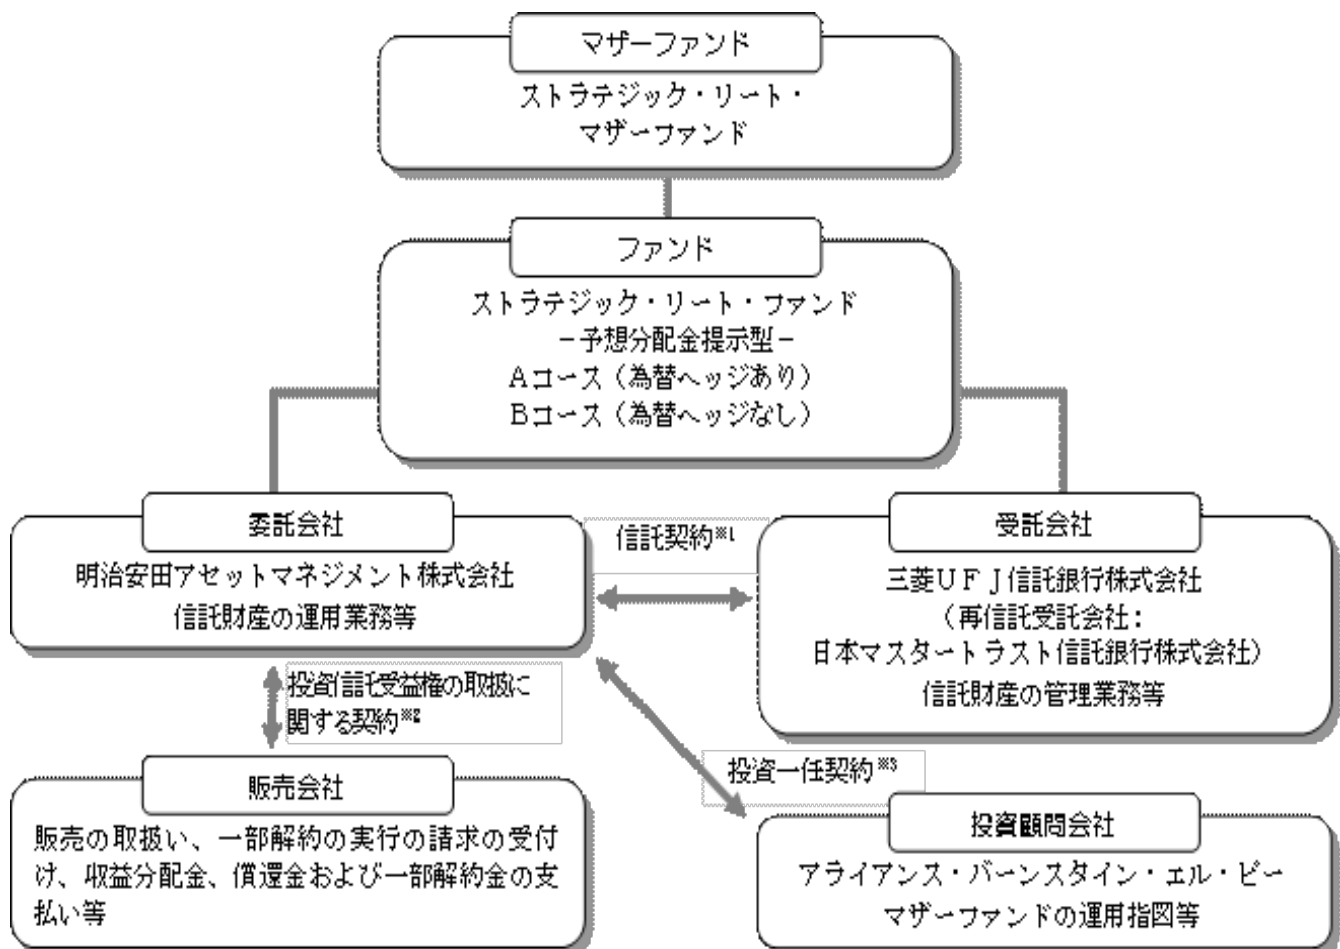 マザーファンド
ストラテジック・リート・
マザーファンド
ファンド
ストラテジック・リート・ファンド
－予想分配金提示型－
Ａコース（為替ヘッジあり）
Ｂコース（為替ヘッジなし）
委託会社
明治安田アセットマネジメント株式会社
信託財産の運用業務等
信託契約※1
受託会社
三菱ＵＦＪ信託銀行株式会社
（再信託受託会社：
日本マスタートラスト信託銀行株式会社）
信託財産の管理業務等
投資信託受益権の取扱に
関する契約※2
投資一任契約※3
販売会社
販売の取扱い、一部解約の実行の請求の受付
け、収益分配金、償還金および一部解約金の支
払い等
投資顧問会社
アライアンス・バーンスタイン・エル・ピー
マザーファンドの運用指図等